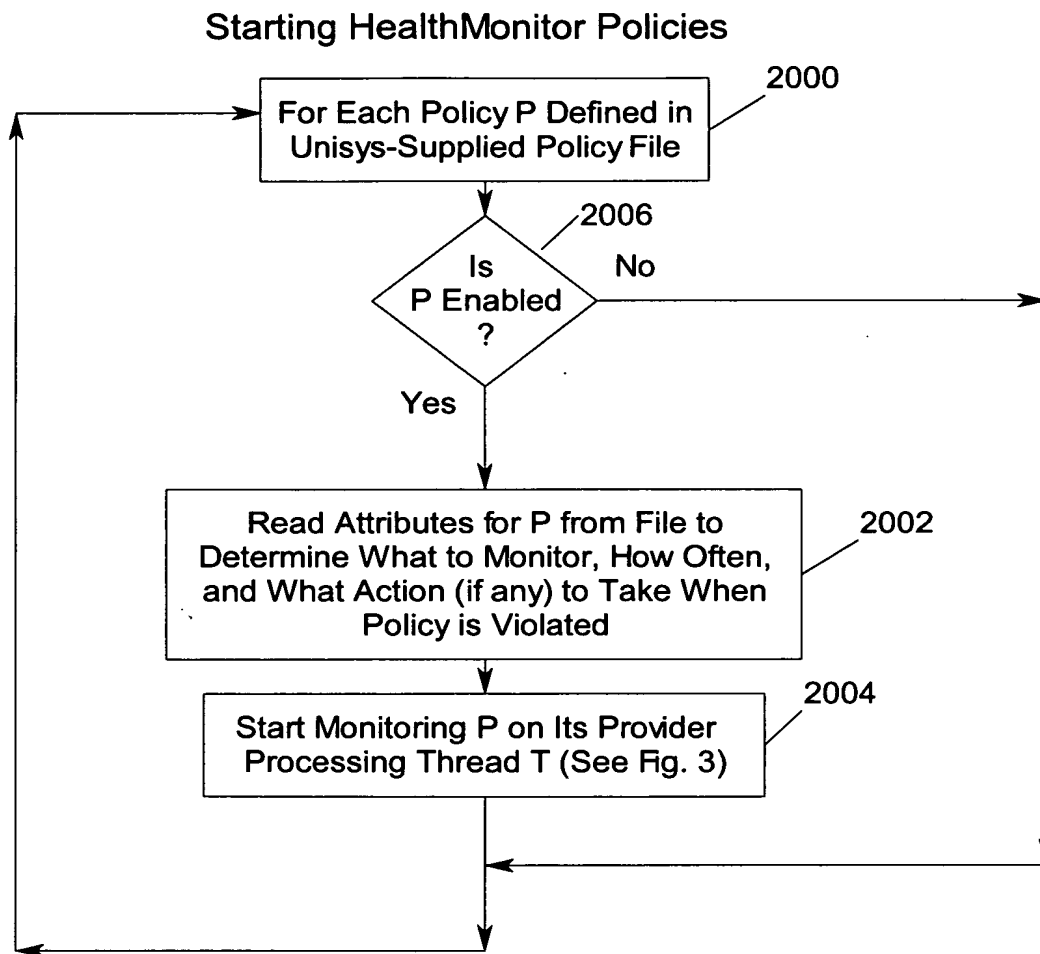 Starting HealthMonitor Policies
2000
For Each Policy P Defined in
Unisys-Supplied Policy File
2006
Is
P Enabled
?
No
Yes
2002
Read Attributes for P from File to
Determine What to Monitor, How Often,
and What Action (if any) to Take When
Policy is Violated
2004
Start Monitoring P on Its Provider
Processing Thread T (See Fig. 3)